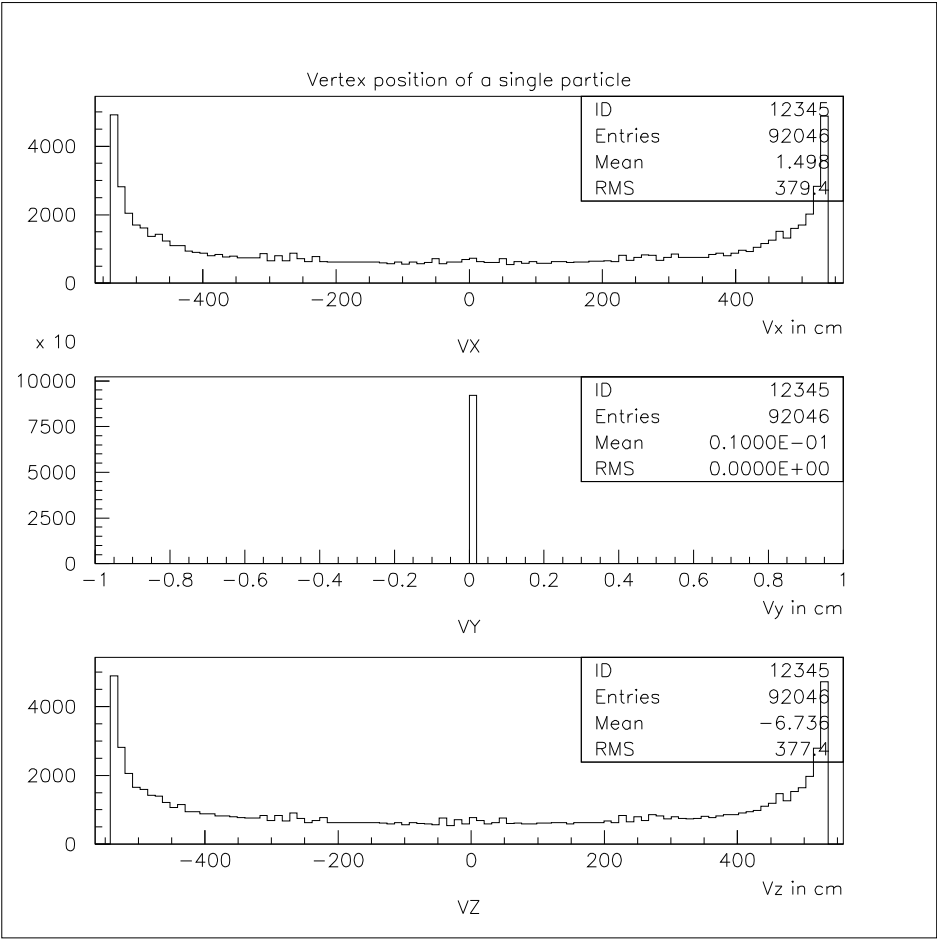 Vertex position of a single particle
ID 12345
Entries 92046
Mean 1.498
RMS 379.4
4000
2000
0
−400 −200 0 200 400
Vx in cm
VX
x 10
10000
7500
5000
2500
0
ID 12345
Entries 92046
Mean 0.1000E−01
RMS 0.0000E+00
−1 −0.8 −0.6 −0.4 −0.2 0 0.2 0.4 0.6 0.8 1
Vy in cm
VY
ID 12345
Entries 92046
Mean −6.736
RMS 377.4
4000
2000
0
−400 −200 0 200 400
Vz in cm
VZ